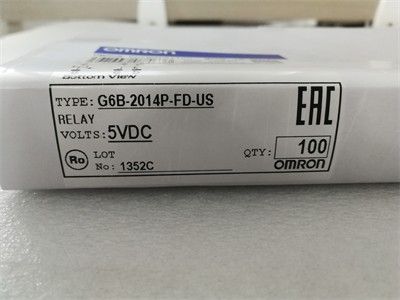 OMRON
Bottom View
TYPE: G6B-2014P-FD-US
RELAY
VOLTS: 5VDC
EAC
Ro
LOT
No: 1352C
QTY: 100
OMRON